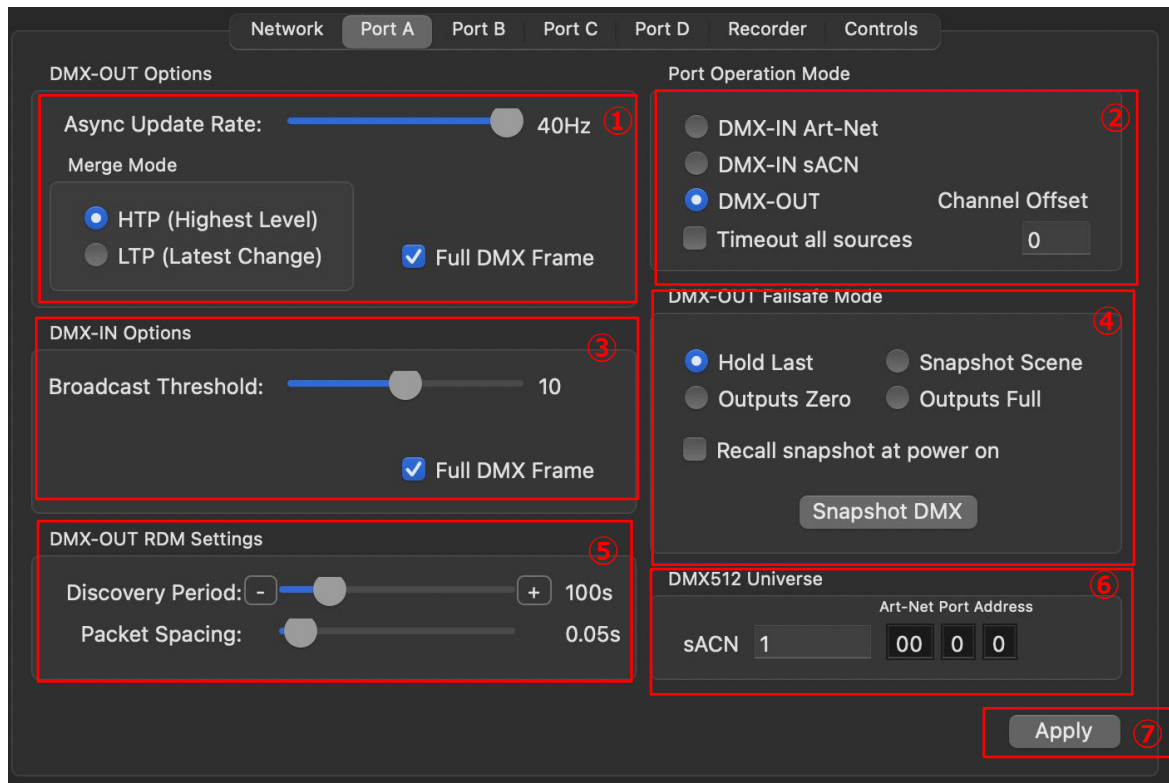 Network Port A Port B Port C Port D Recorder Controls
DMX-OUT Options
Async Update Rate: 40Hz ①
Merge Mode
HTP (Highest Level)
LTP (Latest Change)
Full DMX Frame
Port Operation Mode
②
DMX-IN Art-Net
DMX-IN sACN
DMX-OUT Channel Offset
Timeout all sources 0
DMX-IN Options
③
Broadcast Threshold: 10
Full DMX Frame
DMX-OUT Failsafe Mode
④
Hold Last Snapshot Scene
Outputs Zero Outputs Full
Recall snapshot at power on
Snapshot DMX
DMX-OUT RDM Settings
⑤
Discovery Period: - + 100s
Packet Spacing: 0.05s
DMX512 Universe
⑥
Art-Net Port Address
sACN 1 00 0 0
Apply ⑦